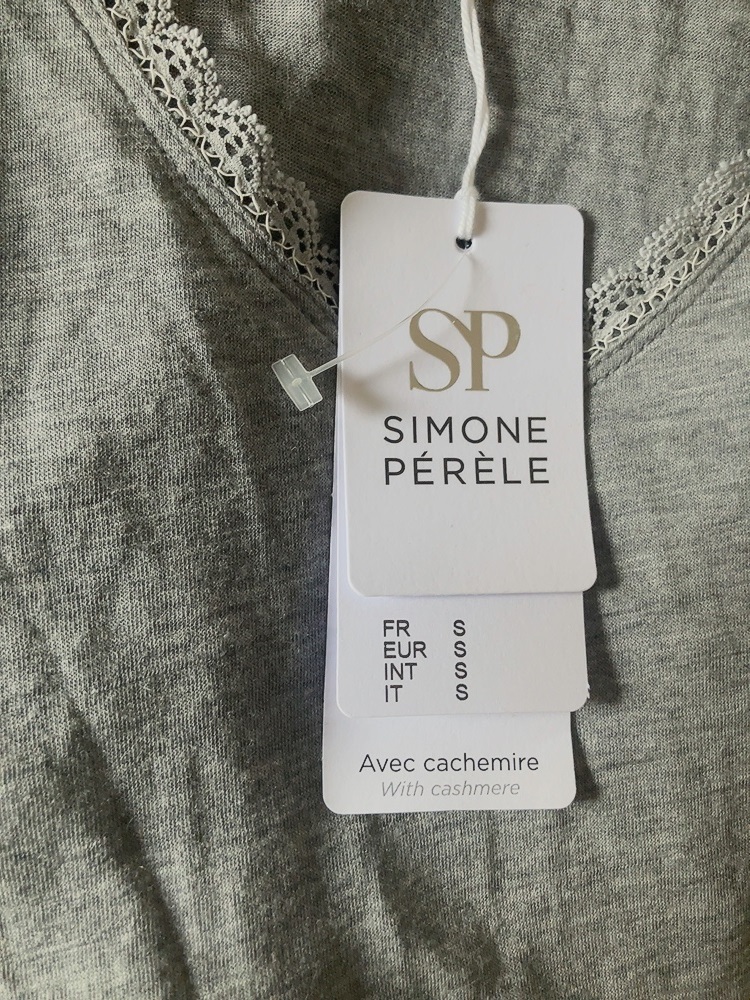 SP
SIMONE
PÉRÈLE
FR S
EUR S
INT S
IT S
Avec cachemire
With cashmere